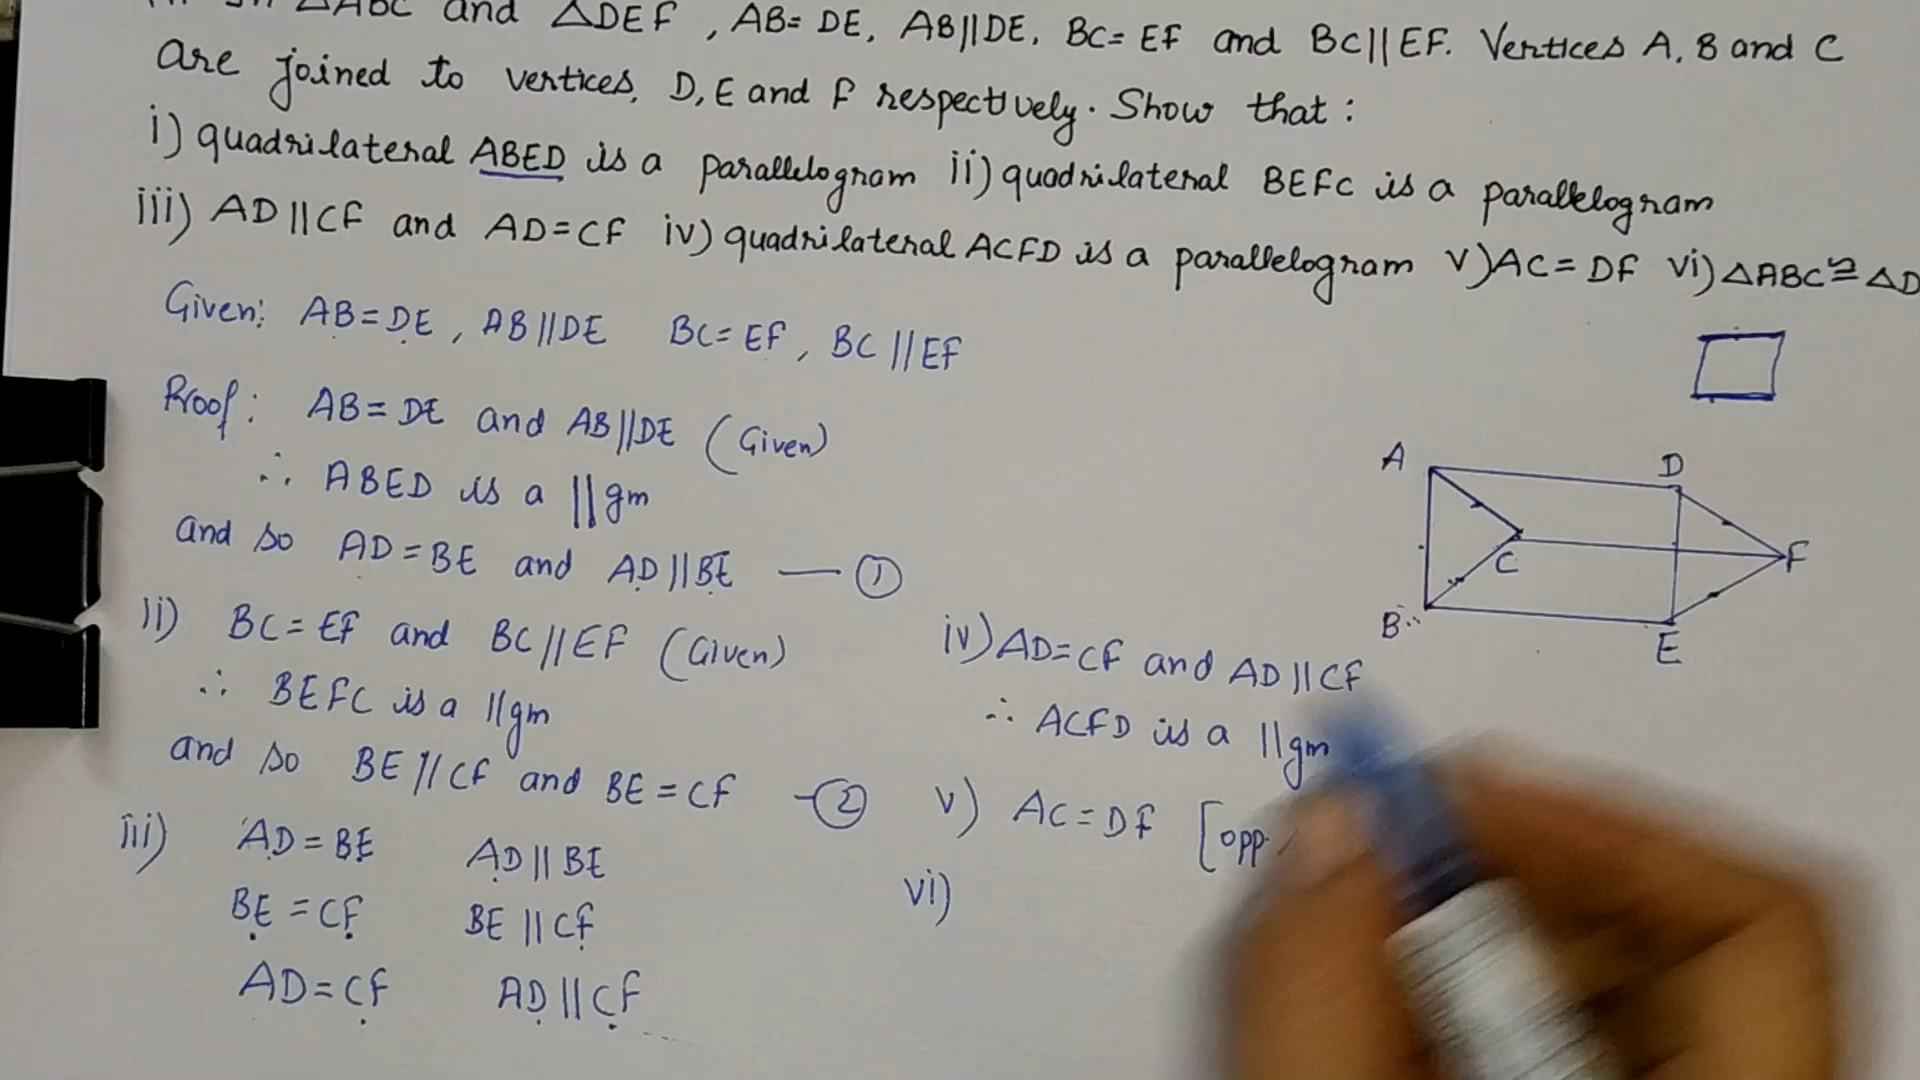 △ABC and △DEF, AB= DE, AB||DE, BC= EF and BC||EF. Vertices A, B and C
are joined to vertices, D, E and F respectively. Show that:
i) quadrilateral ABED is a parallelogram ii) quadrilateral BEFC is a parallelogram
iii) AD||CF and AD=CF iv) quadrilateral ACFD is a parallelogram v) AC= DF vi) △ABC≅△D
Given: AB=DE, AB||DE BC=EF, BC||EF
Proof: AB= DE and AB||DE (Given)
∴ ABED is a ||gm
and so AD=BE and AD||BE — ①
ii) BC=EF and BC||EF (Given)
∴ BEFC is a ||gm
and so BE||CF and BE=CF -②
iii) AD=BE AD||BE
BE=CF BE||CF
AD=CF AD||CF
A
D
C
F
B
E
iv) AD=CF and AD||CF
∴ ACFD is a ||gm
v) AC=DF [opp.
vi)